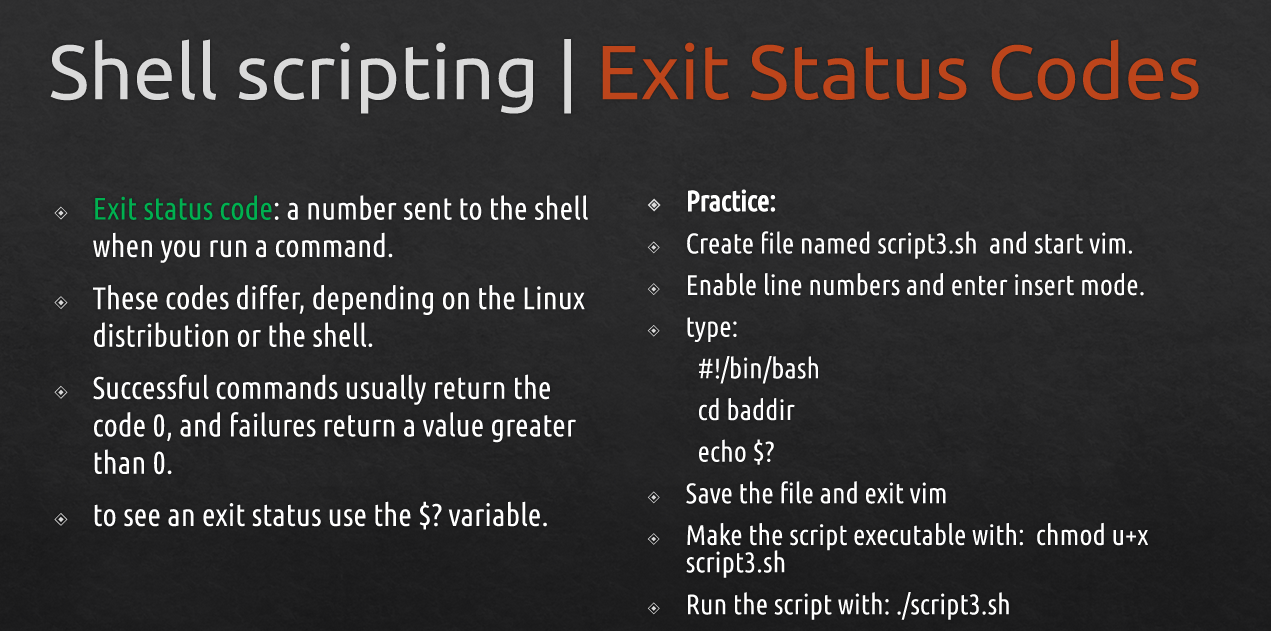 Shell scripting | Exit Status Codes
Exit status code: a number sent to the shell
when you run a command.
These codes differ, depending on the Linux
distribution or the shell.
Successful commands usually return the
code 0, and failures return a value greater
than 0.
to see an exit status use the $? variable.
Practice:
Create file named script3.sh  and start vim.
Enable line numbers and enter insert mode.
type:
#!/bin/bash
cd baddir
echo $?
Save the file and exit vim
Make the script executable with:  chmod u+x
script3.sh
Run the script with: ./script3.sh